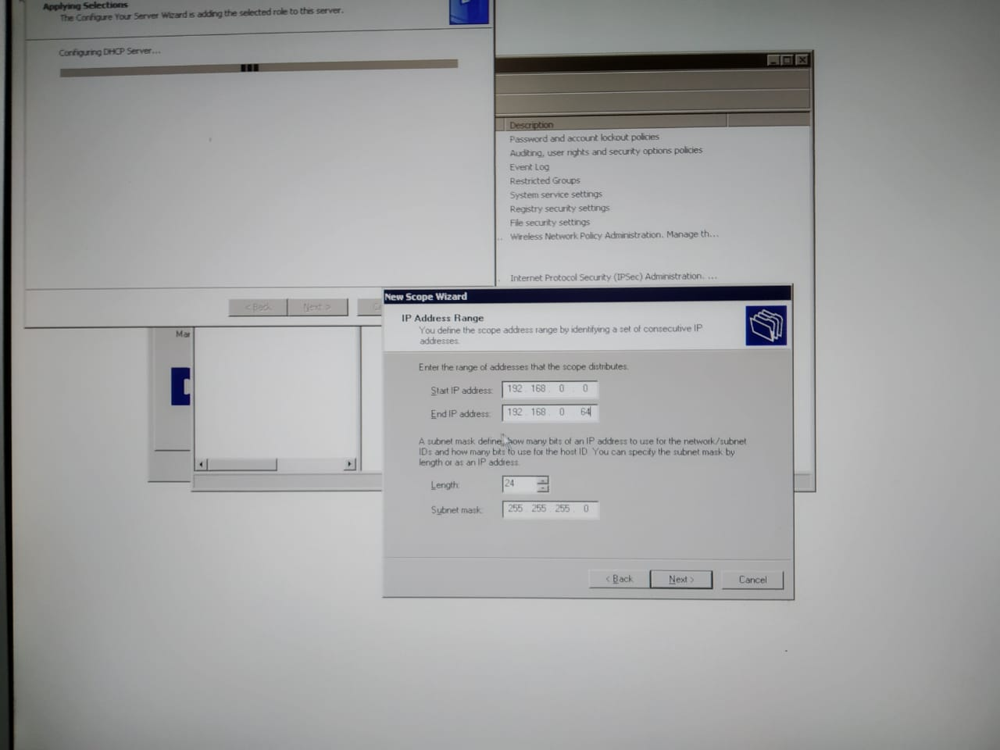 Applying Selections
The Configure Your Server Wizard is adding the selected role to this server.
Configuring DHCP Server...
< Back
Next >
Description
Password and account lockout policies
Auditing, user rights and security options policies
Event Log
Restricted Groups
System service settings
Registry security settings
File security settings
Wireless Network Policy Administration. Manage th...
Internet Protocol Security (IPSec) Administration. ...
New Scope Wizard
IP Address Range
You define the scope address range by identifying a set of consecutive IP
addresses.
Enter the range of addresses that the scope distributes.
Start IP address: 192 . 168 . 0 . 0
End IP address: 192 . 168 . 0 . 64
A subnet mask defines how many bits of an IP address to use for the network/subnet
IDs and how many bits to use for the host ID. You can specify the subnet mask by
length or as an IP address.
Length: 24
Subnet mask: 255 . 255 . 255 . 0
< Back
Next >
Cancel